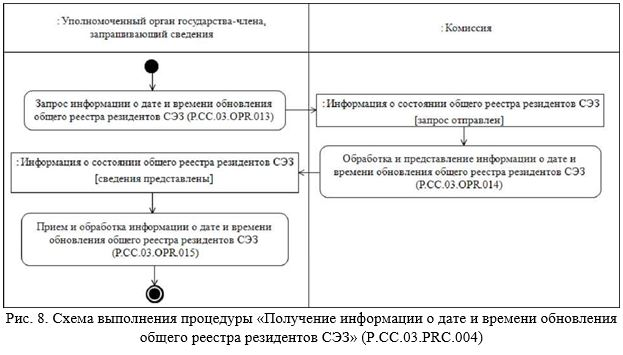 : Уполномоченный орган государства-члена,
запрашивающий сведения
: Комиссия
Запрос информации о дате и времени обновления
общего реестра резидентов СЭЗ (P.CC.03.OPR.013)
: Информация о состоянии общего реестра резидентов СЭЗ
[запрос отправлен]
: Информация о состоянии общего реестра резидентов СЭЗ
[сведения представлены]
Обработка и представление информации о дате и
времени обновления общего реестра резидентов СЭЗ
(P.CC.03.OPR.014)
Прием и обработка информации о дате и времени
обновления общего реестра резидентов СЭЗ
(P.CC.03.OPR.015)
Рис. 8. Схема выполнения процедуры «Получение информации о дате и времени обновления
общего реестра резидентов СЭЗ» (P.CC.03.PRC.004)